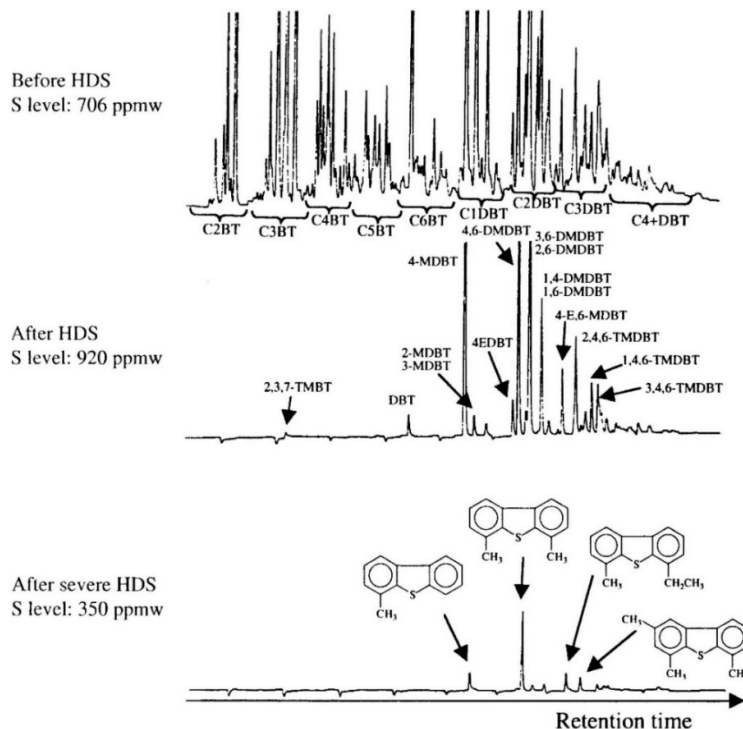 Before HDS
S level: 706 ppmw
C2BT
C3BT
C4BT
C5BT
C6BT
C1DBT
C2DBT
C3DBT
C4+DBT
After HDS
S level: 920 ppmw
2,3,7-TMBT
DBT
4-MDBT
2-MDBT
3-MDBT
4EDBT
4,6-DMDBT
3,6-DMDBT
2,6-DMDBT
1,4-DMDBT
1,6-DMDBT
4-E,6-MDBT
2,4,6-TMDBT
1,4,6-TMDBT
3,4,6-TMDBT
After severe HDS
S level: 350 ppmw
S
CH₃
S
CH₃
CH₃
S
CH₃
CH₂CH₃
CH₃
S
CH₃
Retention time